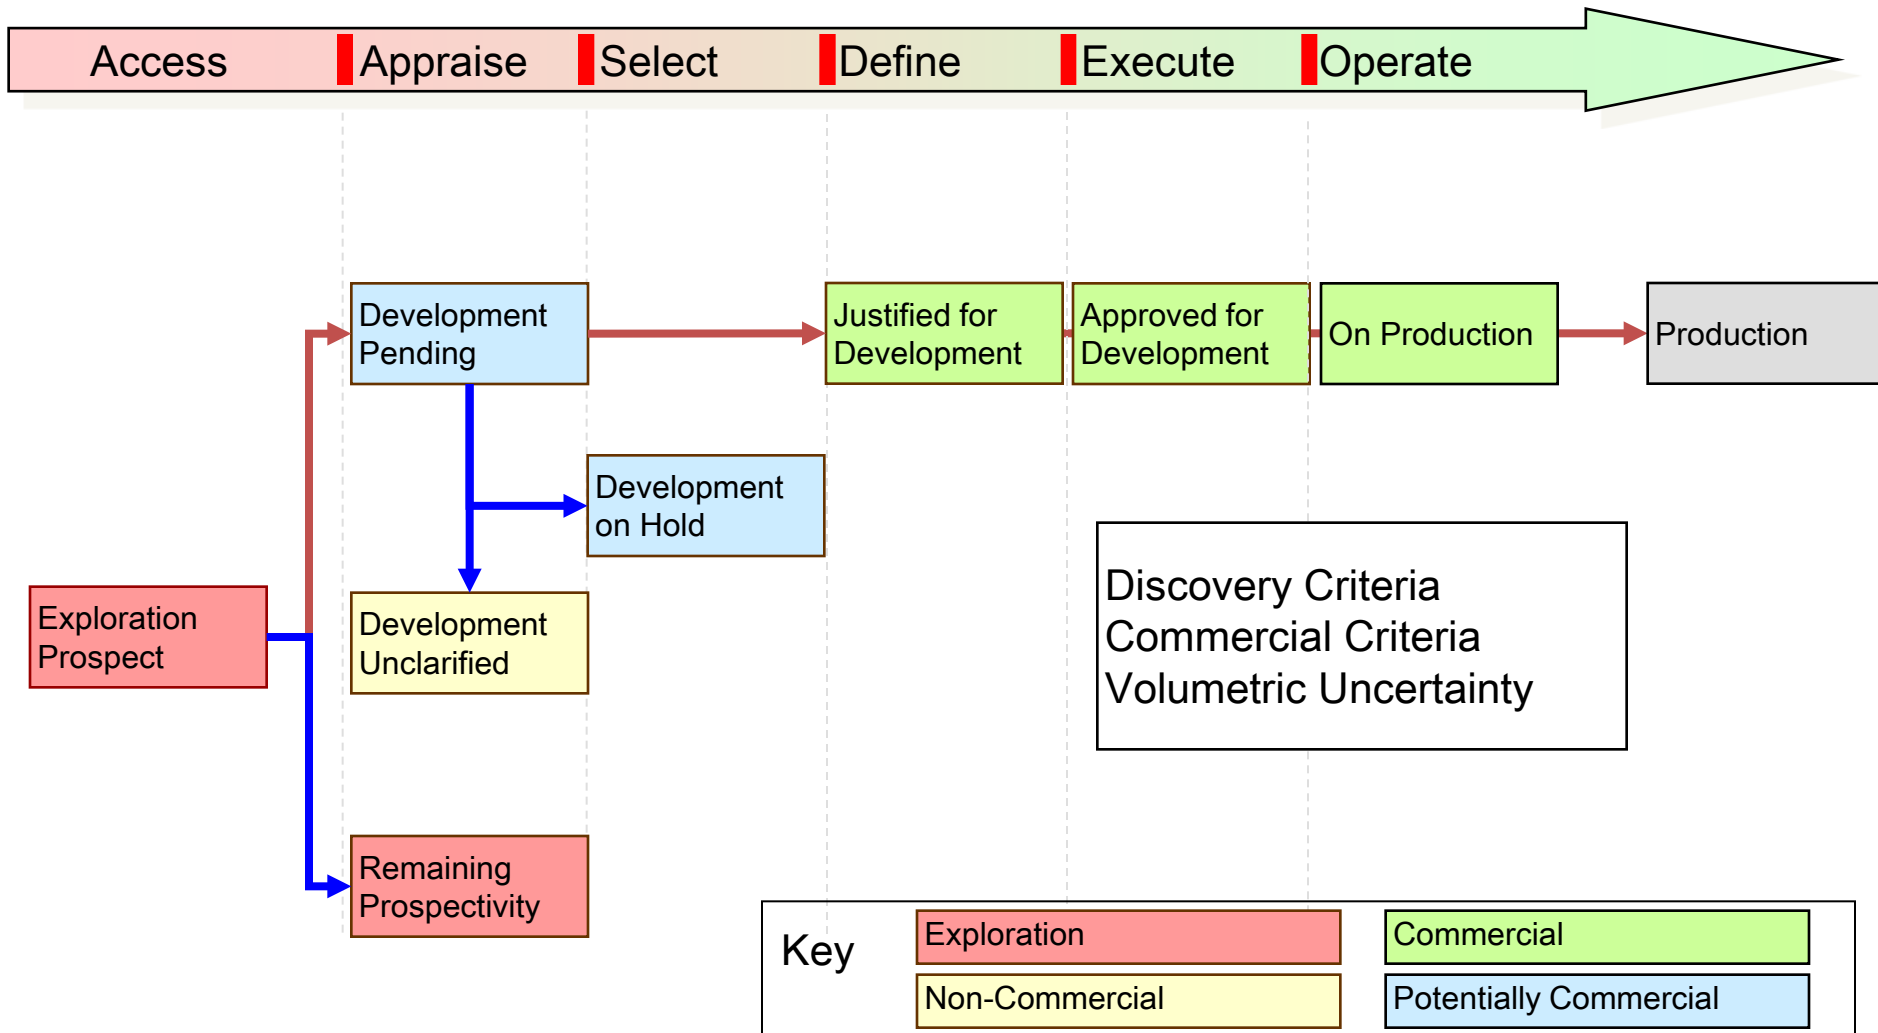 Access
Appraise
Select
Define
Execute
Operate
Development
Pending
Justified for
Development
Approved for
Development
On Production
Production
Development
on Hold
Exploration
Prospect
Development
Unclarified
Discovery Criteria
Commercial Criteria
Volumetric Uncertainty
Remaining
Prospectivity
Key
Exploration
Commercial
Non-Commercial
Potentially Commercial